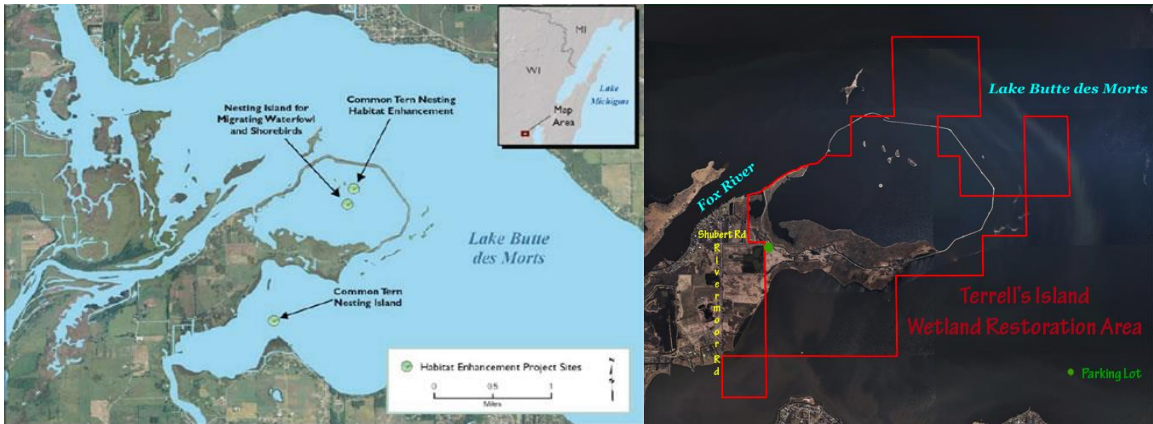 MI
WI
Lake
Michigan
Map
Area
Common Tern Nesting
Habitat Enhancement
Nesting Island for
Migrating Waterfowl
and Shorebirds
Lake Butte
des Morts
Common Tern
Nesting Island
Habitat Enhancement Project Sites
0 0.5 1
Miles
Lake Butte des Morts
Fox River
Shubert Rd
Rivermoor Rd
Terrell's Island
Wetland Restoration Area
Parking Lot